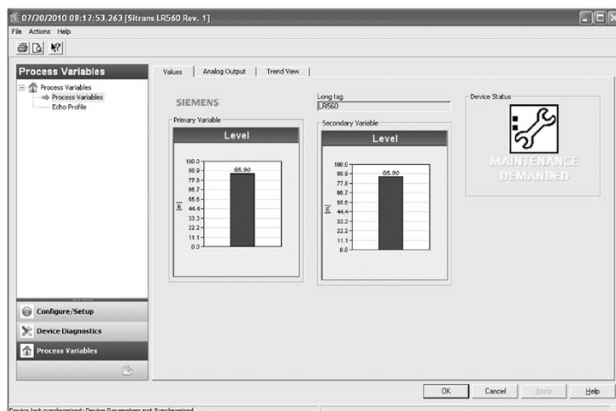 07/20/2010 08:17:53.263 [Sitrans LR560 Rev. 1]
File Actions Help
Process Variables
Process Variables
Process Variables
Echo Profile
Configure/Setup
Device Diagnostics
Process Variables
Values Analog Output Trend View
SIEMENS
Long tag
LR560
Primary Variable
Level
100.0
88.9
77.8
66.7
55.6
44.4
33.3
22.2
11.1
0.0
[m]
85.90
Secondary Variable
Level
100.0
88.9
77.8
66.7
55.6
44.4
33.3
22.2
11.1
0.0
[m]
85.90
Device Status
MAINTENANCE
DEMANDED
OK Cancel Apply Help
Device last synchronized: Device Parameters not Synchronized